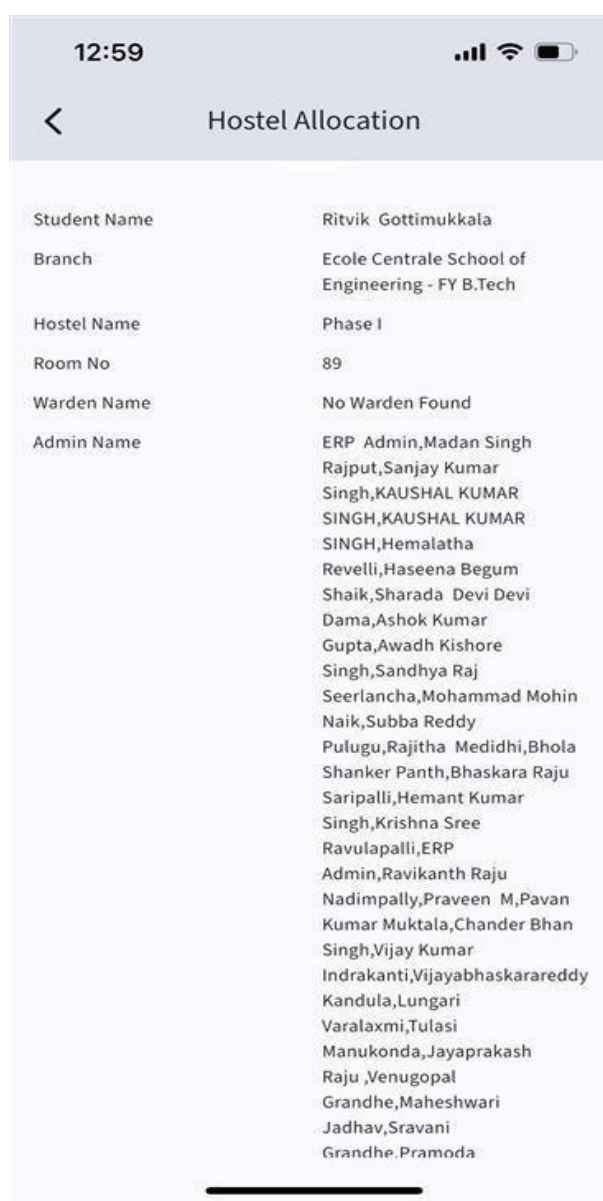 12:59
Hostel Allocation
Student Name Ritvik Gottimukkala
Branch Ecole Centrale School of
Engineering - FY B.Tech
Hostel Name Phase I
Room No 89
Warden Name No Warden Found
Admin Name ERP Admin,Madan Singh
Rajput,Sanjay Kumar
Singh,KAUSHAL KUMAR
SINGH,KAUSHAL KUMAR
SINGH,Hemalatha
Revelli,Haseena Begum
Shaik,Sharada Devi Devi
Dama,Ashok Kumar
Gupta,Awadh Kishore
Singh,Sandhya Raj
Seerlancha,Mohammad Mohin
Naik,Subba Reddy
Pulugu,Rajitha Medidhi,Bhola
Shanker Panth,Bhaskara Raju
Saripalli,Hemant Kumar
Singh,Krishna Sree
Ravulapalli,ERP
Admin,Ravikanth Raju
Nadimpally,Praveen M,Pavan
Kumar Muktala,Chander Bhan
Singh,Vijay Kumar
Indrakanti,Vijayabhaskarareddy
Kandula,Lungari
Varalaxmi,Tulasi
Manukonda,Jayaprakash
Raju ,Venugopal
Grandhe,Maheshwari
Jadhav,Sravani
Grandhe,Pramoda